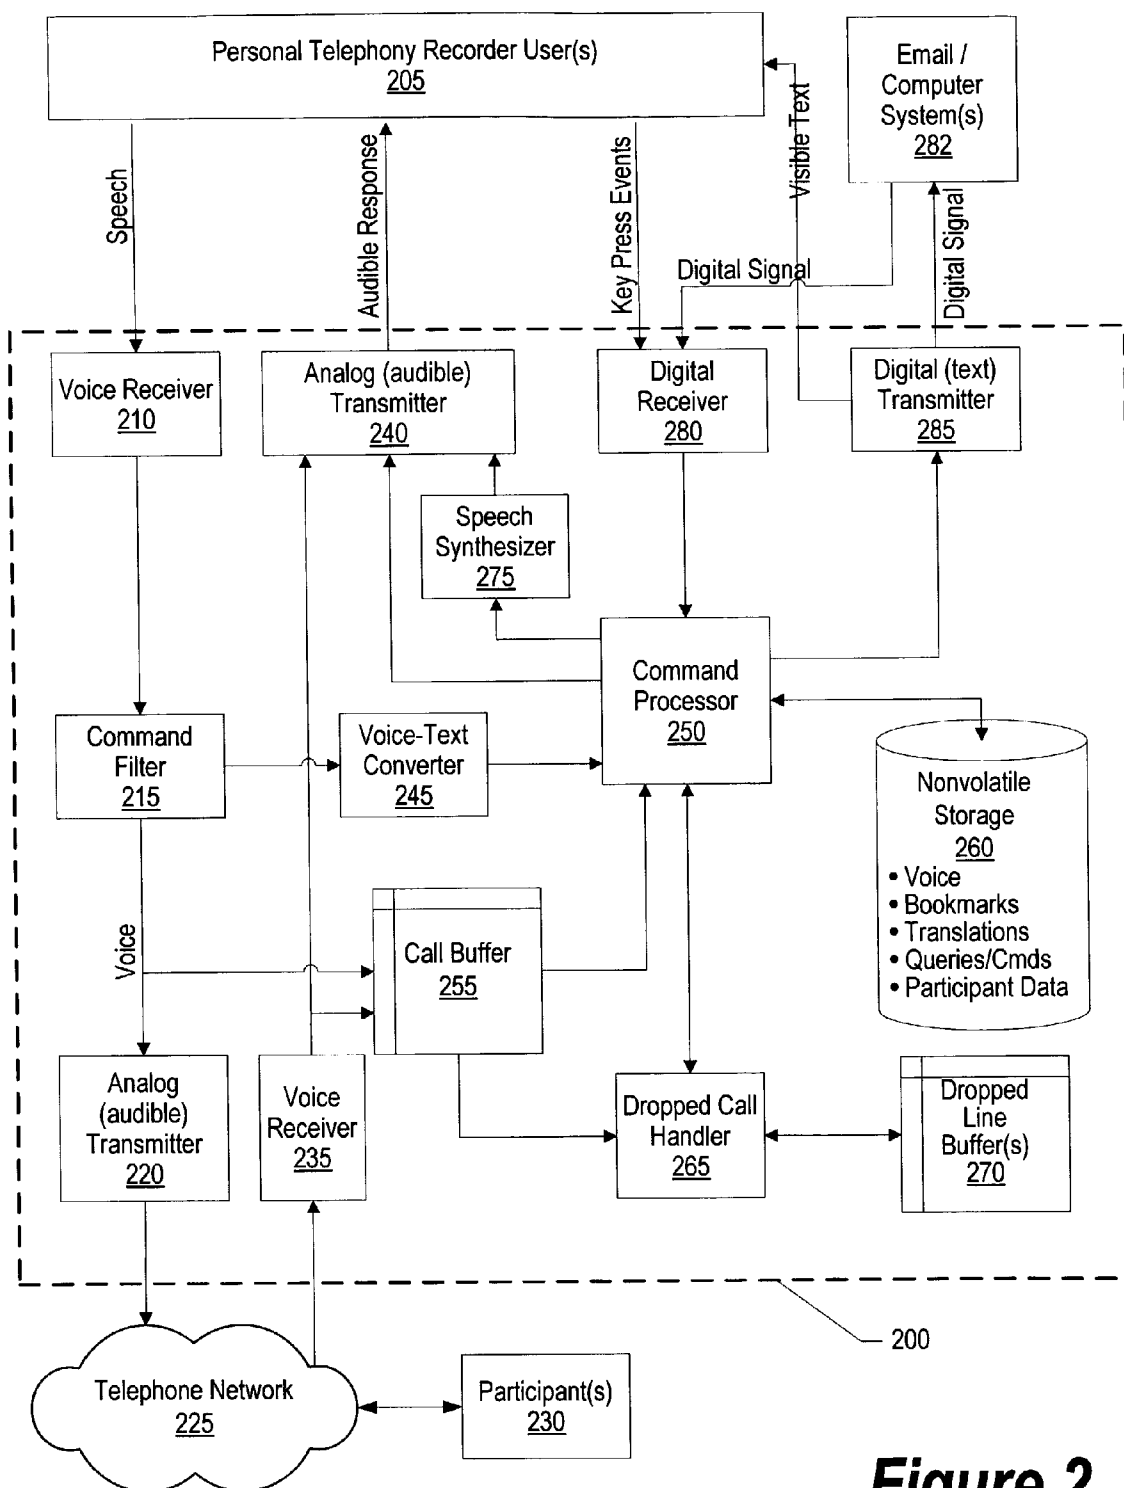 Personal Telephony Recorder User(s)
205
Email /
Computer
System(s)
282
Speech
Audible Response
Key Press Events
Visible Text
Digital Signal
Digital Signal
Voice Receiver
210
Analog (audible)
Transmitter
240
Digital
Receiver
280
Digital (text)
Transmitter
285
Speech
Synthesizer
275
Command
Processor
250
Command
Filter
215
Voice-Text
Converter
245
Nonvolatile
Storage
260
• Voice
• Bookmarks
• Translations
• Queries/Cmds
• Participant Data
Voice
Call Buffer
255
Analog
(audible)
Transmitter
220
Voice
Receiver
235
Dropped Call
Handler
265
Dropped
Line
Buffer(s)
270
200
Telephone Network
225
Participant(s)
230
Figure 2